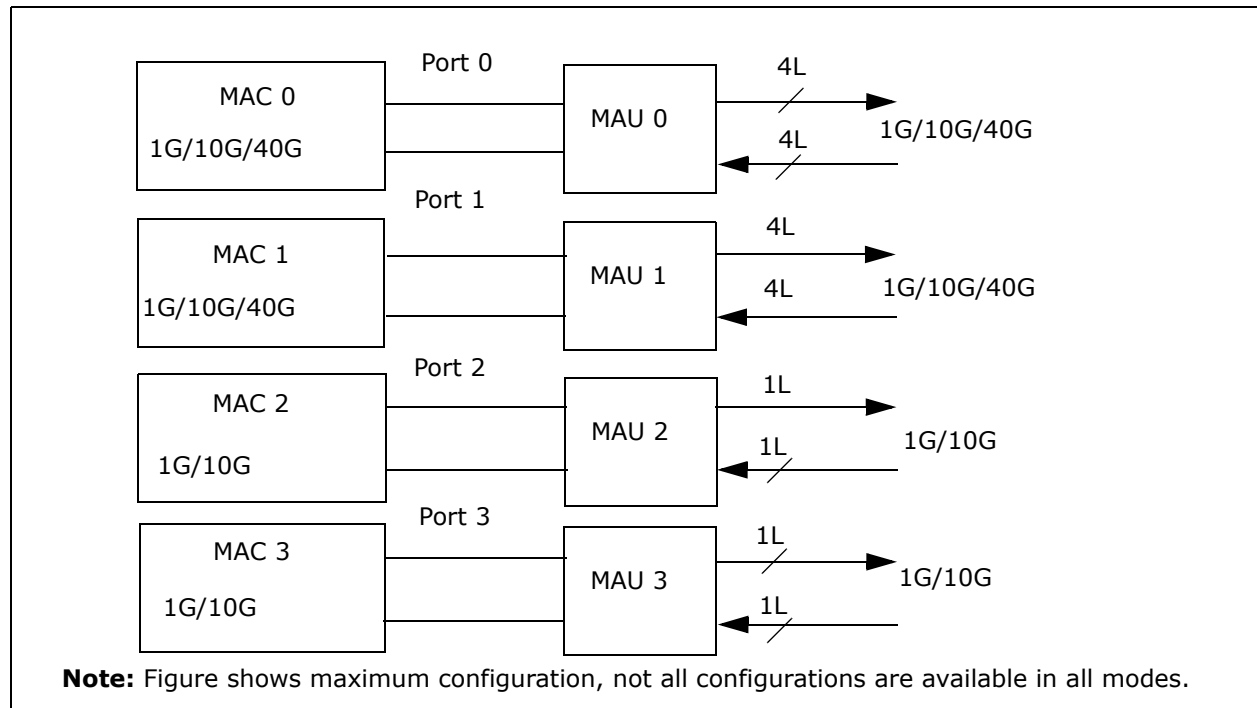 Port 0
MAC 0
1G/10G/40G
MAU 0
4L
4L
1G/10G/40G
Port 1
MAC 1
1G/10G/40G
MAU 1
4L
4L
1G/10G/40G
Port 2
MAC 2
1G/10G
MAU 2
1L
1L
1G/10G
Port 3
MAC 3
1G/10G
MAU 3
1L
1L
1G/10G
Note: Figure shows maximum configuration, not all configurations are available in all modes.